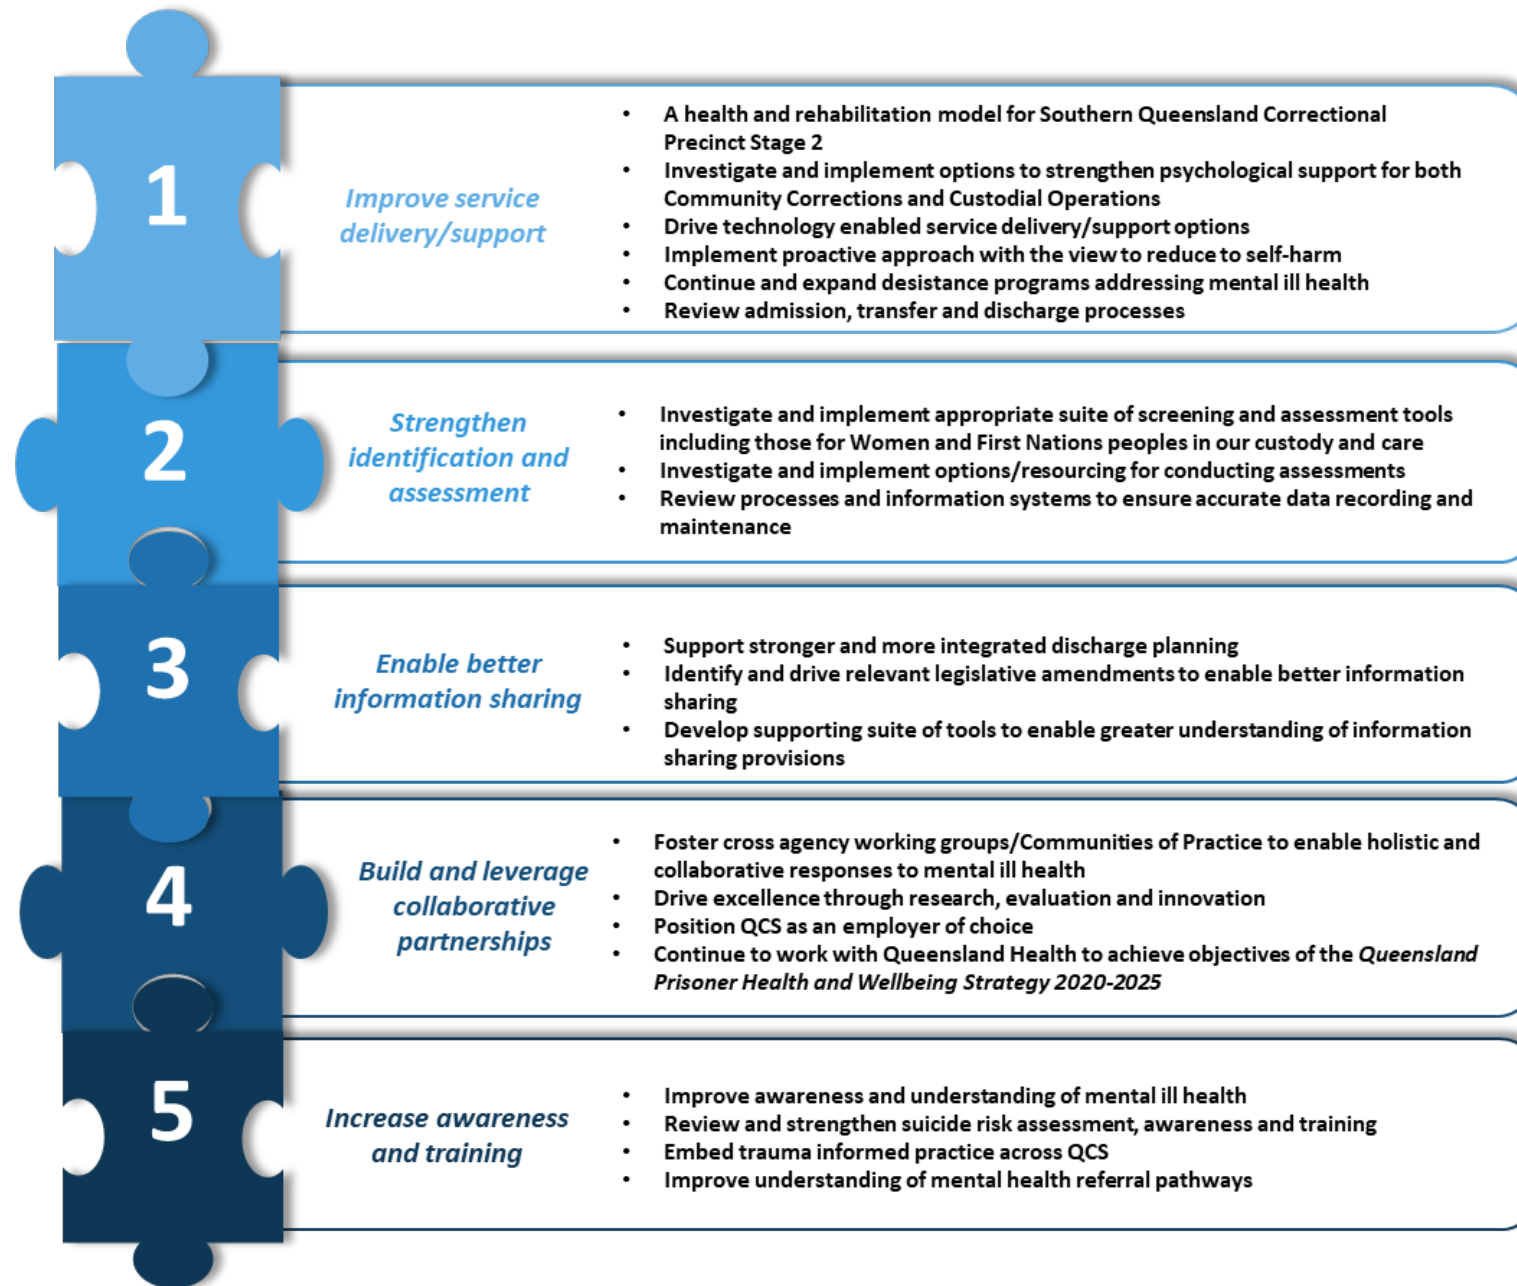 1
Improve service
delivery/support
• A health and rehabilitation model for Southern Queensland Correctional
Precinct Stage 2
• Investigate and implement options to strengthen psychological support for both
Community Corrections and Custodial Operations
• Drive technology enabled service delivery/support options
• Implement proactive approach with the view to reduce to self-harm
• Continue and expand desistance programs addressing mental ill health
• Review admission, transfer and discharge processes
2
Strengthen
identification and
assessment
• Investigate and implement appropriate suite of screening and assessment tools
including those for Women and First Nations peoples in our custody and care
• Investigate and implement options/resourcing for conducting assessments
• Review processes and information systems to ensure accurate data recording and
maintenance
3
Enable better
information sharing
• Support stronger and more integrated discharge planning
• Identify and drive relevant legislative amendments to enable better information
sharing
• Develop supporting suite of tools to enable greater understanding of information
sharing provisions
4
Build and leverage
collaborative
partnerships
• Foster cross agency working groups/Communities of Practice to enable holistic and
collaborative responses to mental ill health
• Drive excellence through research, evaluation and innovation
• Position QCS as an employer of choice
• Continue to work with Queensland Health to achieve objectives of the Queensland
Prisoner Health and Wellbeing Strategy 2020-2025
5
Increase awareness
and training
• Improve awareness and understanding of mental ill health
• Review and strengthen suicide risk assessment, awareness and training
• Embed trauma informed practice across QCS
• Improve understanding of mental health referral pathways